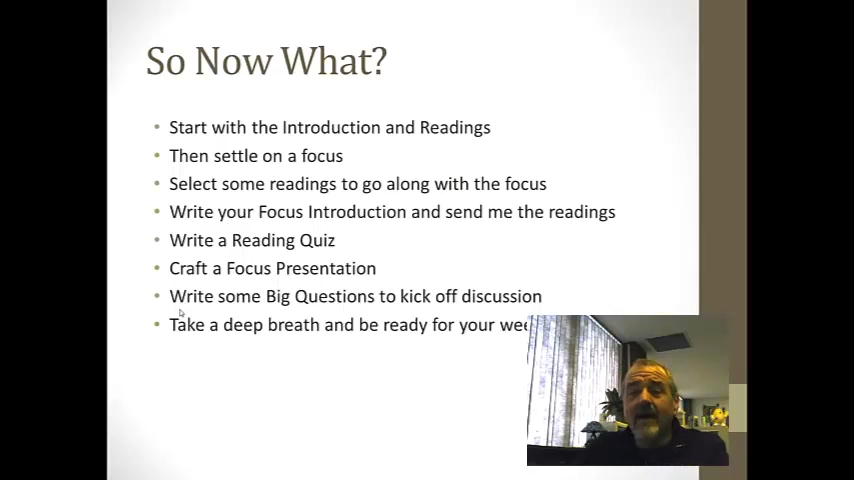 So Now What?
Start with the Introduction and Readings
Then settle on a focus
Select some readings to go along with the focus
Write your Focus Introduction and send me the readings
Write a Reading Quiz
Craft a Focus Presentation
Write some Big Questions to kick off discussion
Take a deep breath and be ready for your